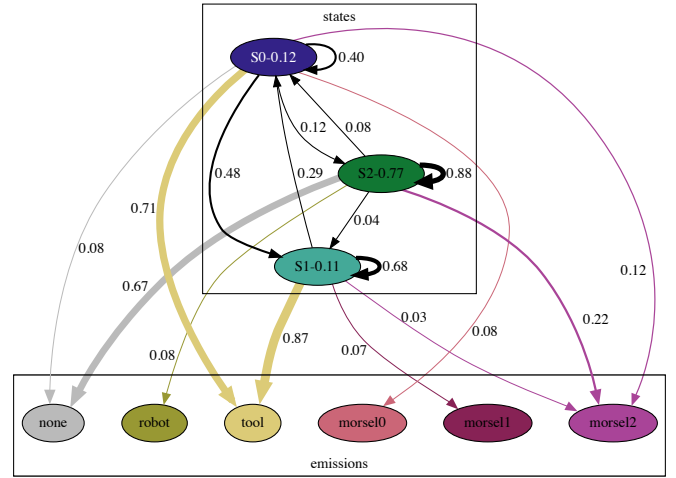 states
S0-0.12
0.40
0.12
0.08
0.48
0.29
S2-0.77
0.88
0.71
0.04
S1-0.11
0.68
0.08
0.67
0.12
0.03
0.22
0.87
0.07
0.08
0.08
none
robot
tool
morsel0
morsel1
morsel2
emissions